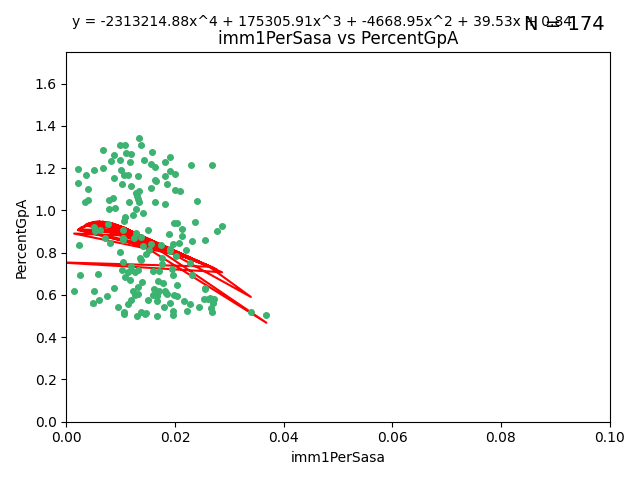 y = -2313214.88x^4 + 175305.91x^3 + -4668.95x^2 + 39.53x + 0.84
N = 174
imm1PerSasa vs PercentGpA
PercentGpA
1.6
1.4
1.2
1.0
0.8
0.6
0.4
0.2
0.0
0.00 0.02 0.04 0.06 0.08 0.10
imm1PerSasa